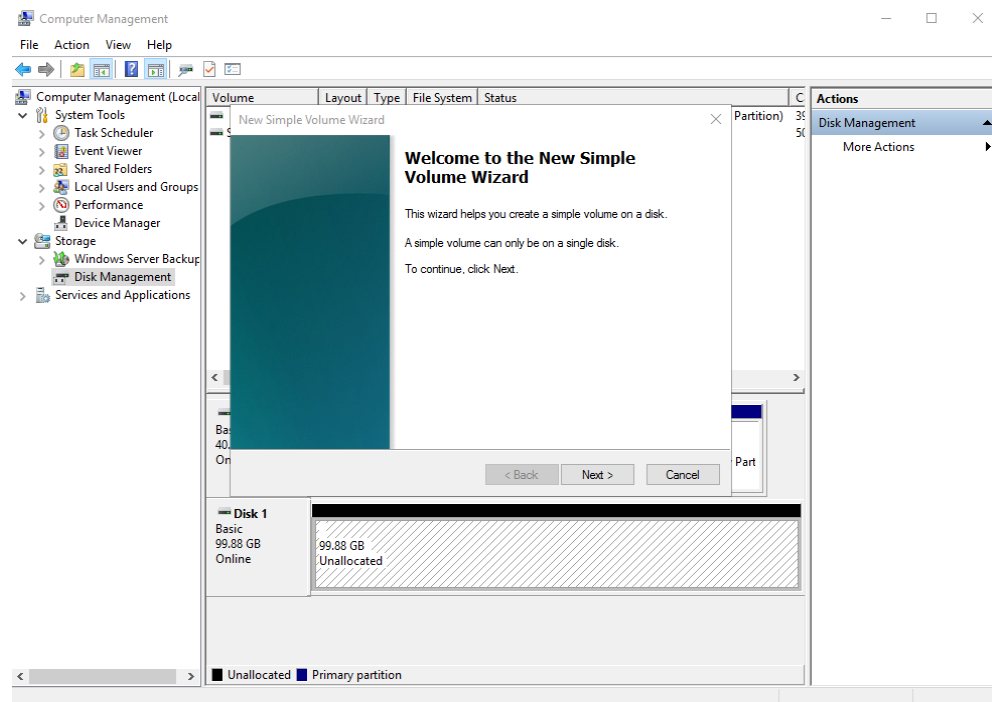 Computer Management
File Action View Help
Computer Management (Local
System Tools
Task Scheduler
Event Viewer
Shared Folders
Local Users and Groups
Performance
Device Manager
Storage
Windows Server Backup
Disk Management
Services and Applications
Volume Layout Type File System Status C
Partition) 39
S 50
New Simple Volume Wizard
Welcome to the New Simple
Volume Wizard
This wizard helps you create a simple volume on a disk.
A simple volume can only be on a single disk.
To continue, click Next.
< Back Next > Cancel
Ba
40.
On
Part
Disk 1
Basic
99.88 GB
Online
99.88 GB
Unallocated
Unallocated Primary partition
Actions
Disk Management
More Actions